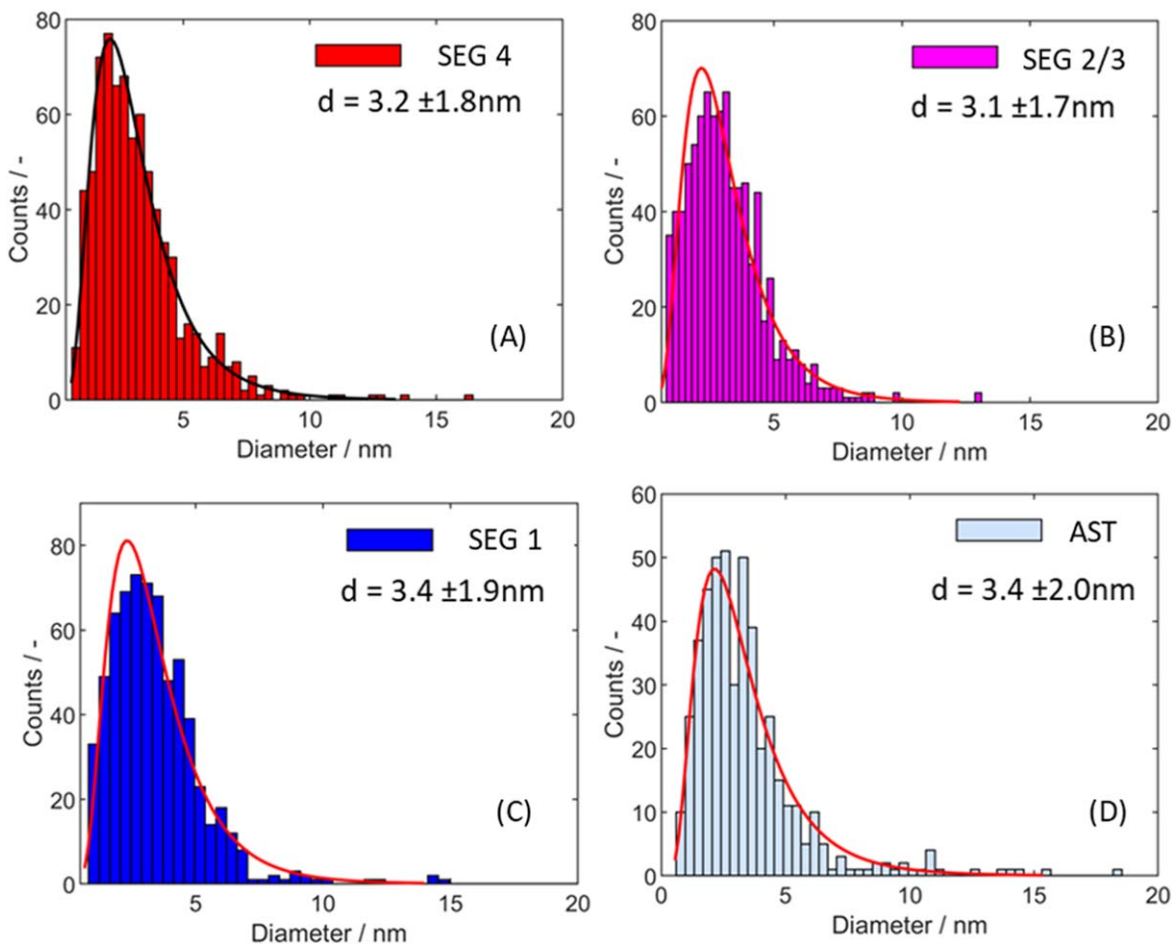 80
60
40
20
0
Counts / -
SEG 4
d = 3.2 ±1.8nm
(A)
5
10
15
20
Diameter / nm
80
60
40
20
0
Counts / -
SEG 2/3
d = 3.1 ±1.7nm
(B)
5
10
15
20
Diameter / nm
80
60
40
20
0
Counts / -
SEG 1
d = 3.4 ±1.9nm
(C)
5
10
15
20
Diameter / nm
60
50
40
30
20
10
0
Counts / -
AST
d = 3.4 ±2.0nm
(D)
0
5
10
15
20
Diameter / nm